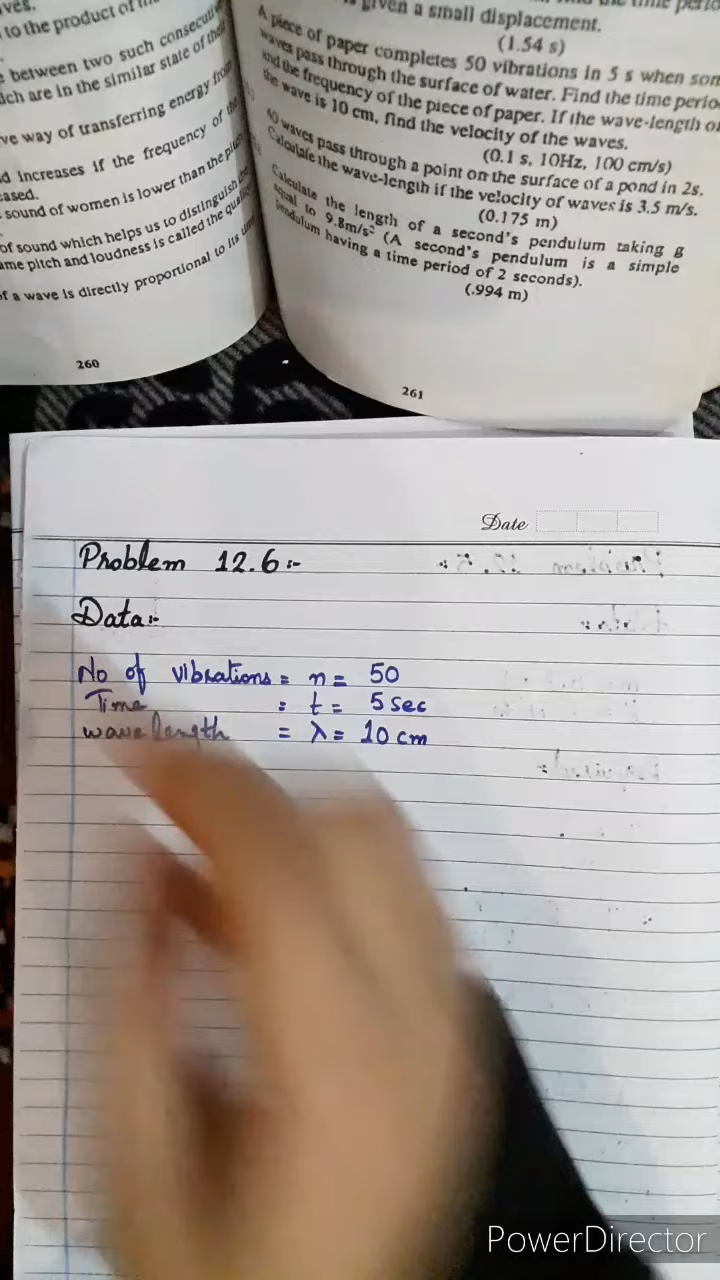 ves.
to the product of
between two such consecuti
ich are in the similar state of the
ve way of transferring energy from
d increases if the frequency of the
eased.
sound of women is lower than the pitch
of sound which helps us to distinguish
ame pitch and loudness is called the quali
of a wave is directly proportional to its
260
given a small displacement.
(1.54 s)
A piece of paper completes 50 vibrations in 5 s when som
waves pass through the surface of water. Find the time perio
and the frequency of the piece of paper. If the wave-length of
the wave is 10 cm, find the velocity of the waves.
(0.1 s, 10Hz, 100 cm/s)
40 waves pass through a point on the surface of a pond in 2s.
Calculate the wave-length if the velocity of waves is 3.5 m/s.
(0.175 m)
Calculate the length of a second's pendulum taking g
equal to 9.8m/s² (A second's pendulum is a simple
pendulum having a time period of 2 seconds).
(.994 m)
261
Date
Problem 12.6:-
Data:-
No of vibrations = n = 50
Time = t = 5 sec
wavelength = λ = 10 cm
PowerDirector